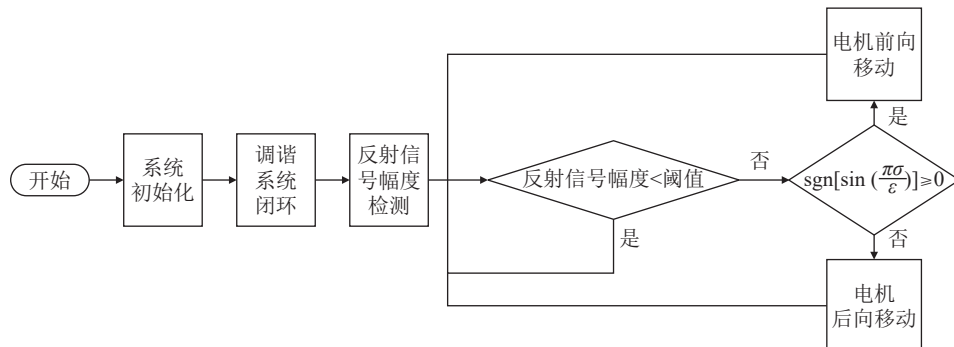 开始
系统
初始化
调谐
系统
闭环
反射信
号幅度
检测
反射信号幅度<阈值
是
否
sgn[sin (πσ/ε)]≥0
是
电机前向
移动
否
电机
后向移动